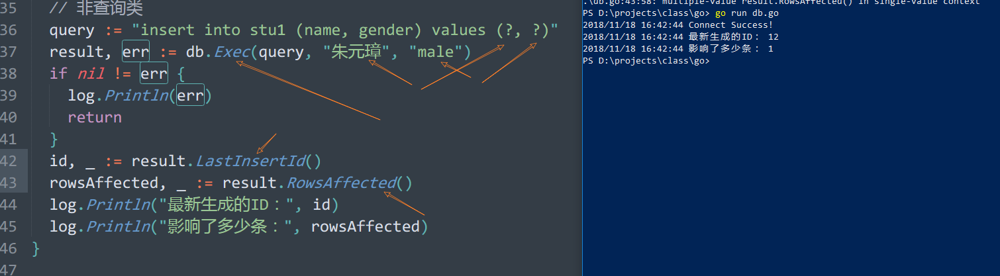 35 // 非查询类
36 query := "insert into stu1 (name, gender) values (?, ?)"
37 result, err := db.Exec(query, "朱元璋", "male")
38 if nil != err {
39 log.Println(err)
40 return
41 }
42 id, _ := result.LastInsertId()
43 rowsAffected, _ := result.RowsAffected()
44 log.Println("最新生成的ID：", id)
45 log.Println("影响了多少条：", rowsAffected)
46 }
47
.\db.go:43:58: multiple-value result.RowsAffected() in single-value context
PS D:\projects\class\go> go run db.go
2018/11/18 16:42:44 Connect Success!
2018/11/18 16:42:44 最新生成的ID： 12
2018/11/18 16:42:44 影响了多少条： 1
PS D:\projects\class\go>